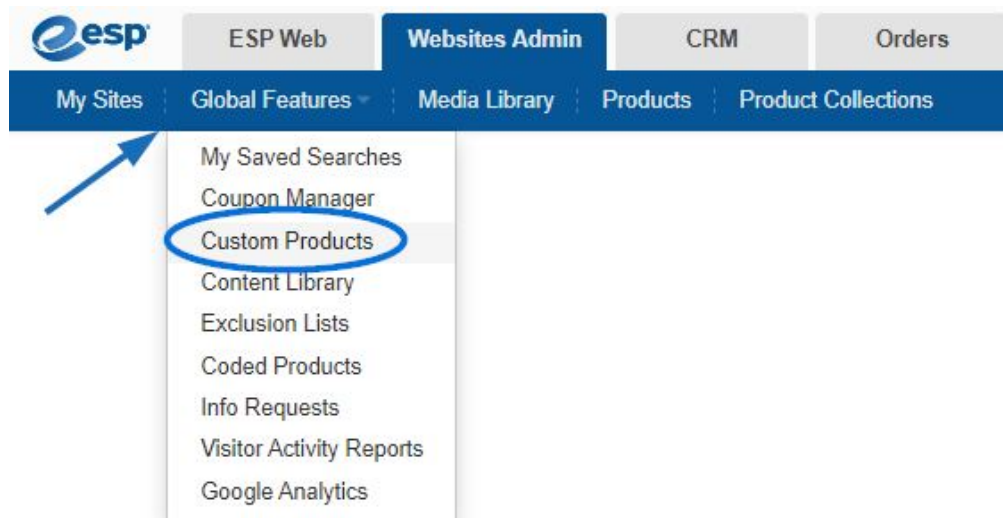 esp ESP Web Websites Admin CRM Orders
My Sites Global Features Media Library Products Product Collections
My Saved Searches
Coupon Manager
Custom Products
Content Library
Exclusion Lists
Coded Products
Info Requests
Visitor Activity Reports
Google Analytics